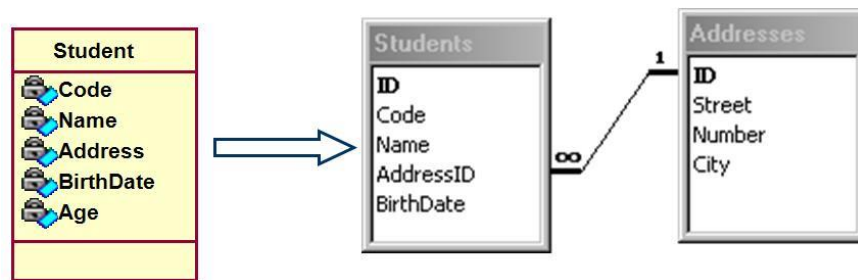 Student
Code
Name
Address
BirthDate
Age
Students
ID
Code
Name
AddressID
BirthDate
∞
1
Addresses
ID
Street
Number
City